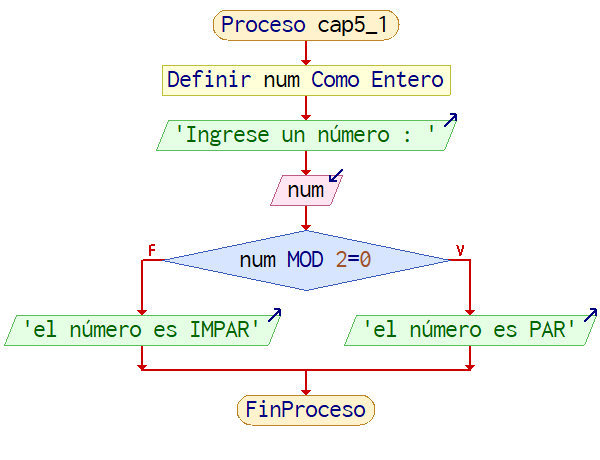 Proceso cap5_1
Definir num Como Entero
'Ingrese un número : '
num
num MOD 2=0
F
V
'el número es IMPAR'
'el número es PAR'
FinProceso